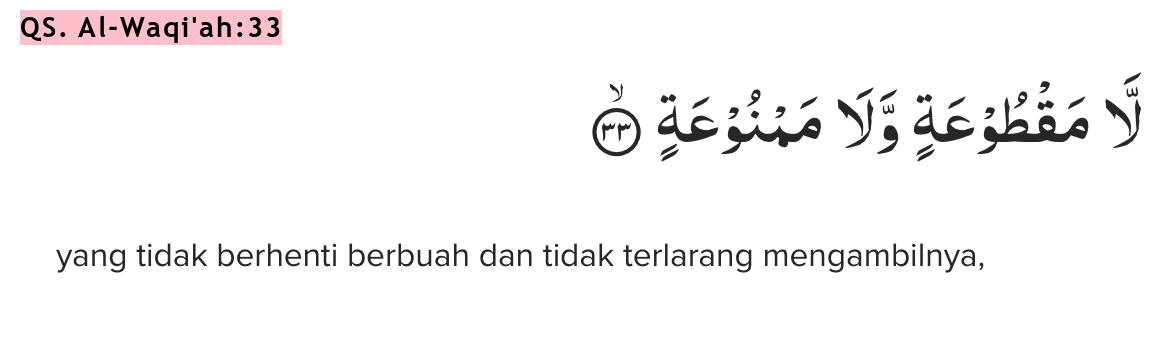 QS. Al-Waqi'ah:33
لَّا مَقْطُوْعَةٍ وَّلَا مَمْنُوْعَةٍۙ ۝٣٣
yang tidak berhenti berbuah dan tidak terlarang mengambilnya,